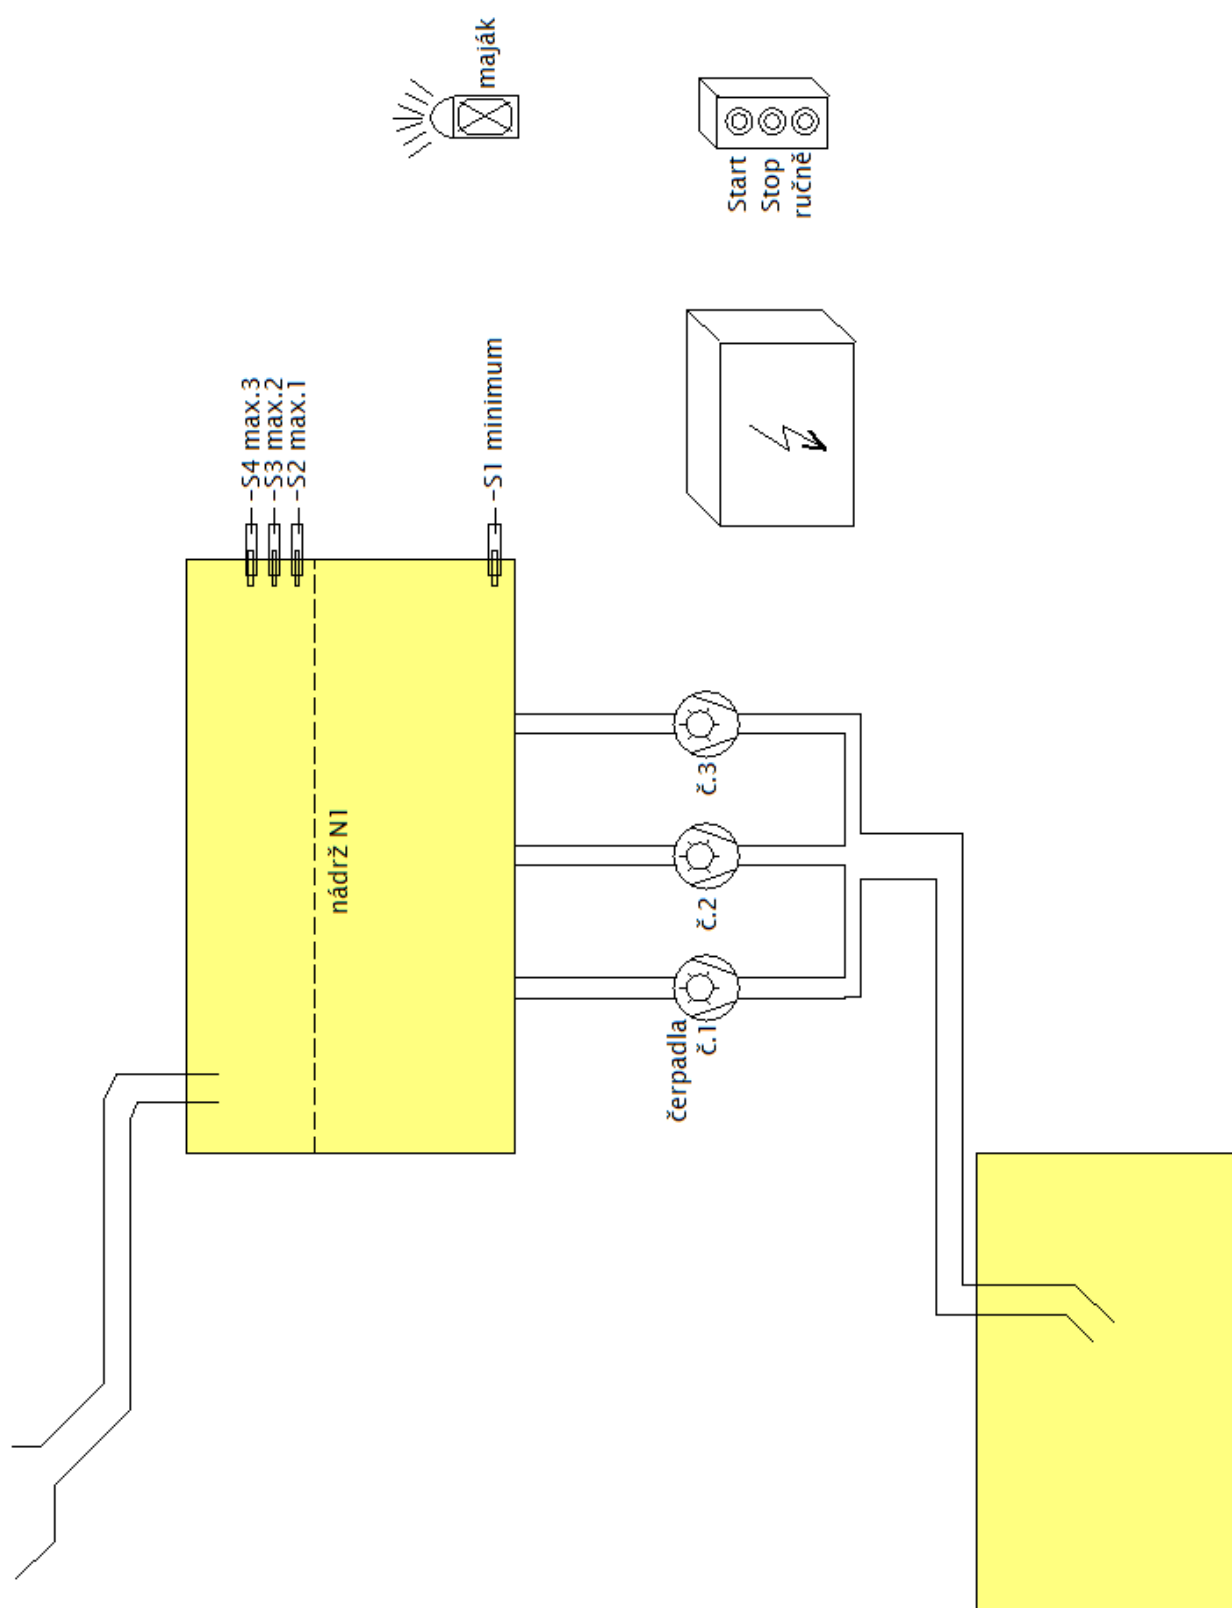 maják
Start
Stop
ručně
-S4 max.3
-S3 max.2
-S2 max.1
-S1 minimum
nádrž N1
č.3
č.2
č.1
čerpadla